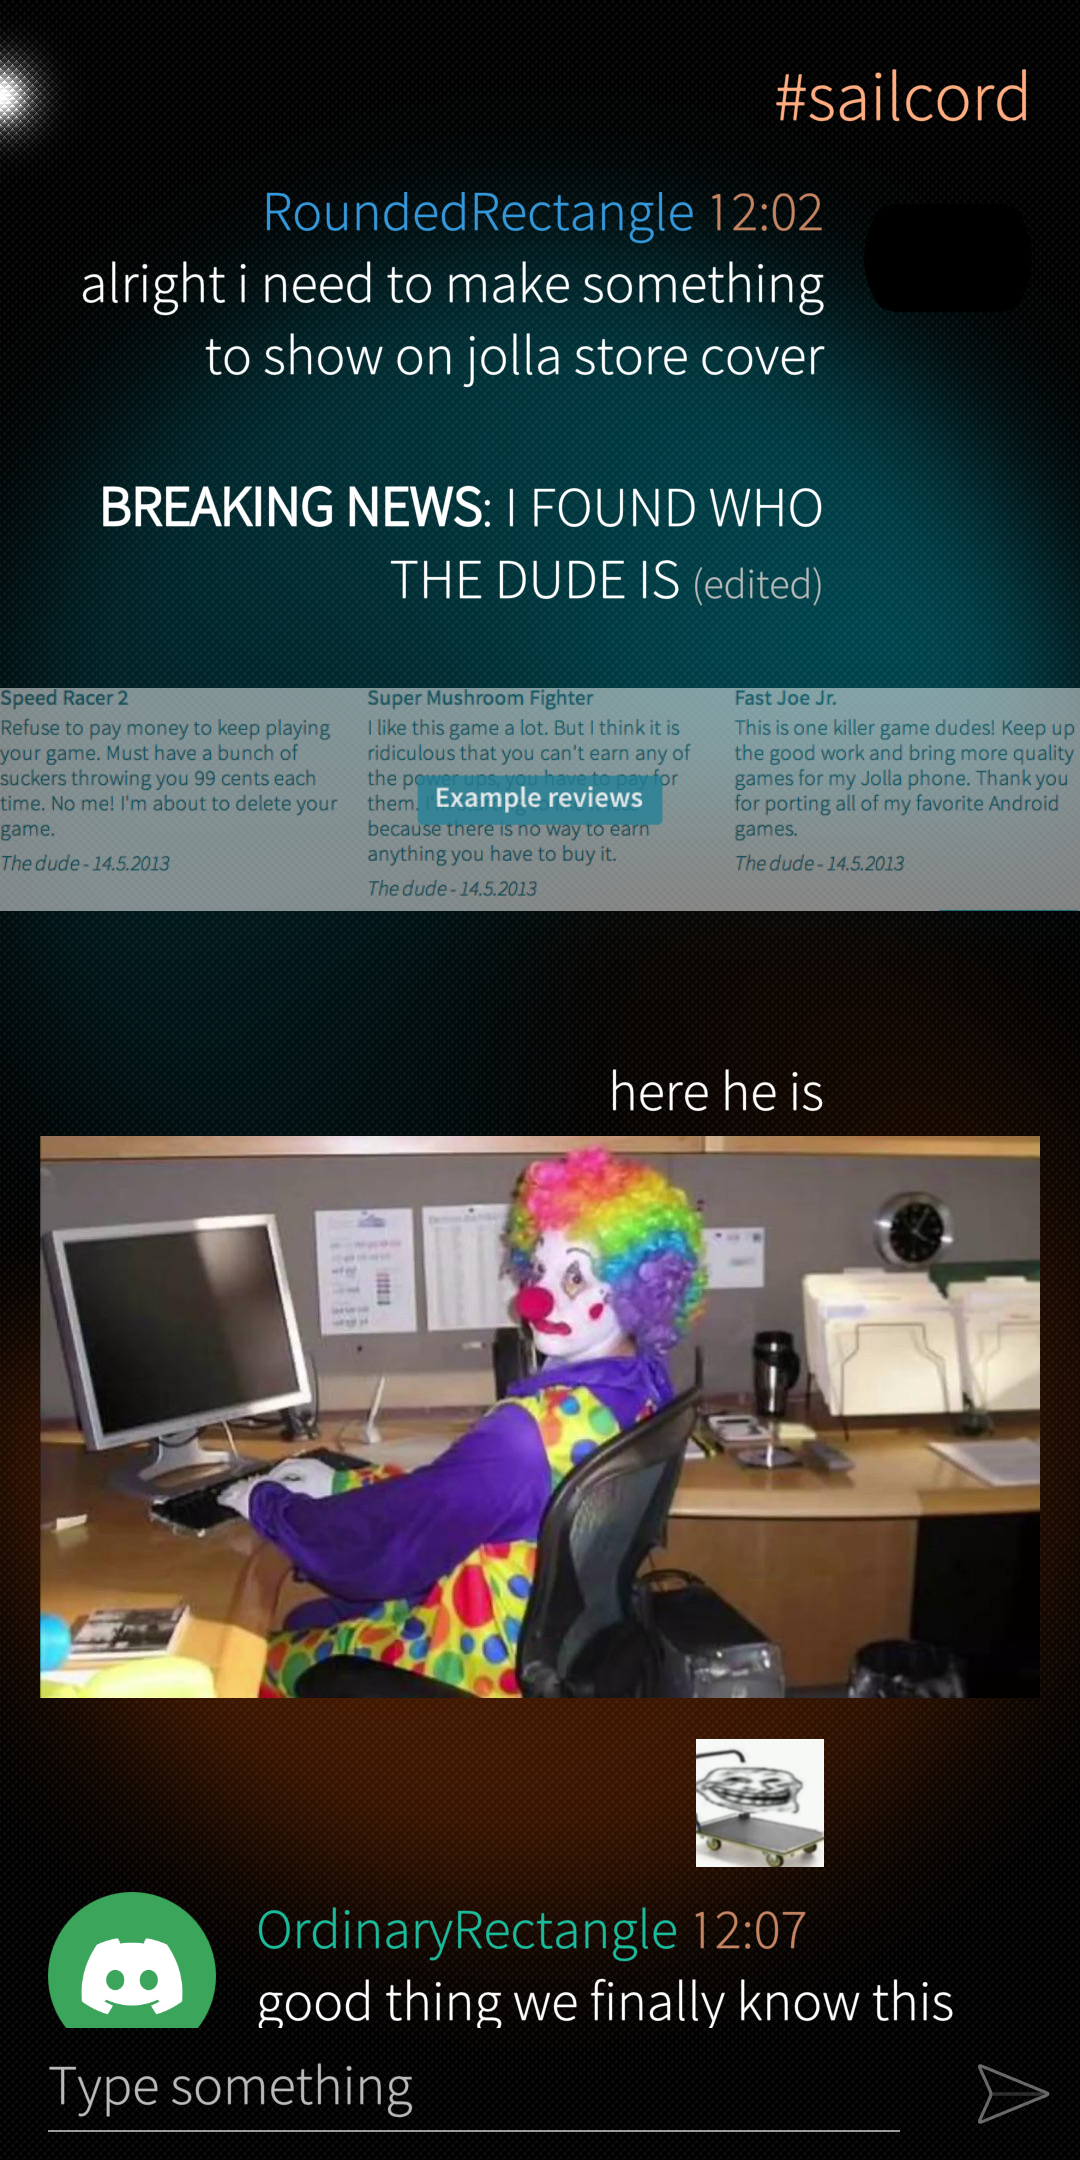 #sailcord
RoundedRectangle 12:02
alright i need to make something
to show on jolla store cover
BREAKING NEWS: I FOUND WHO
THE DUDE IS (edited)
Speed Racer 2
Refuse to pay money to keep playing
your game. Must have a bunch of
suckers throwing you 99 cents each
time. No me! I'm about to delete your
game.
The dude - 14.5.2013
Super Mushroom Fighter
I like this game a lot. But I think it is
ridiculous that you can't earn any of
the power ups, you have to pay for
them.
because there is no way to earn
anything you have to buy it.
The dude - 14.5.2013
Example reviews
Fast Joe Jr.
This is one killer game dudes! Keep up
the good work and bring more quality
games for my Jolla phone. Thank you
for porting all of my favorite Android
games.
The dude - 14.5.2013
here he is
OrdinaryRectangle 12:07
good thing we finally know this
Type something